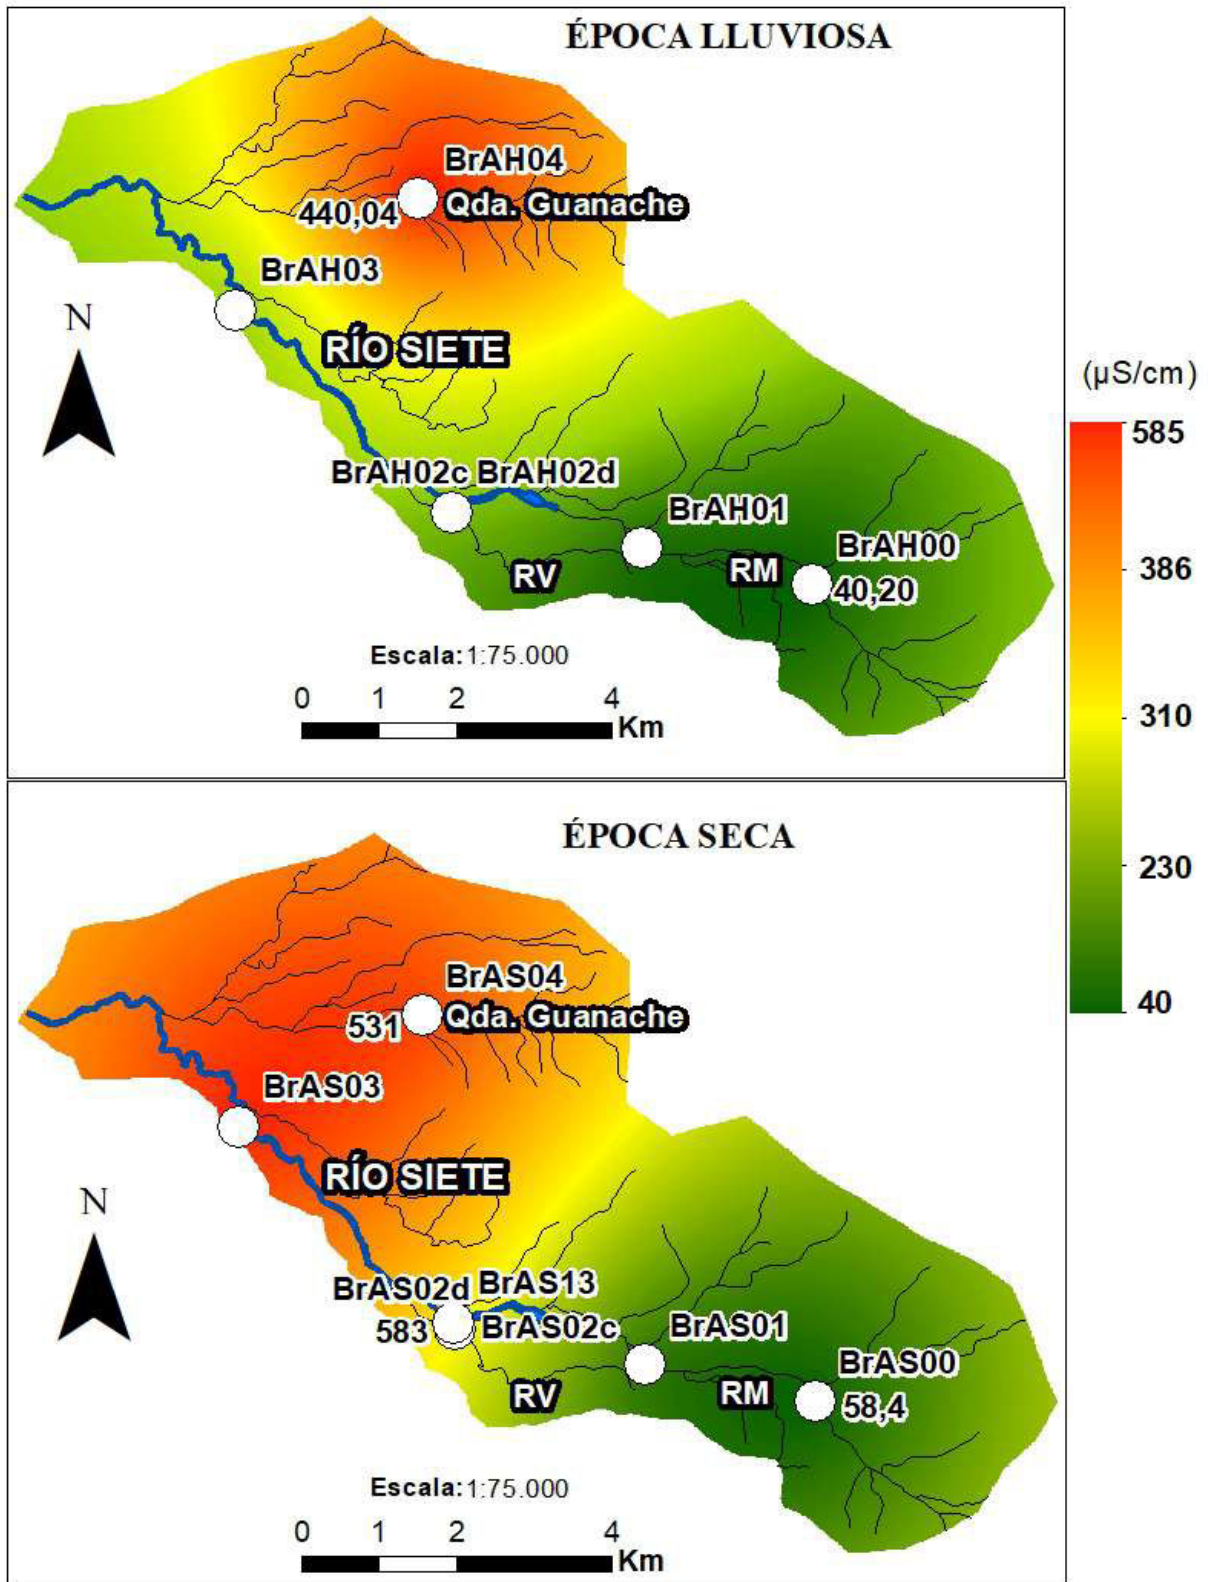 ÉPOCA LLUVIOSA
BrAH04
440,04
Qda. Guanache
BrAH03
N
RÍO SIETE
BrAH02c BrAH02d
BrAH01
BrAH00
RV
RM
40,20
Escala:1:75.000
0 1 2 4
Km
(µS/cm)
585
386
310
230
40
ÉPOCA SECA
BrAS04
531
Qda. Guanache
BrAS03
N
RÍO SIETE
BrAS02d BrAS13
583
BrAS02c
BrAS01
BrAS00
RV
RM
58,4
Escala:1:75.000
0 1 2 4
Km